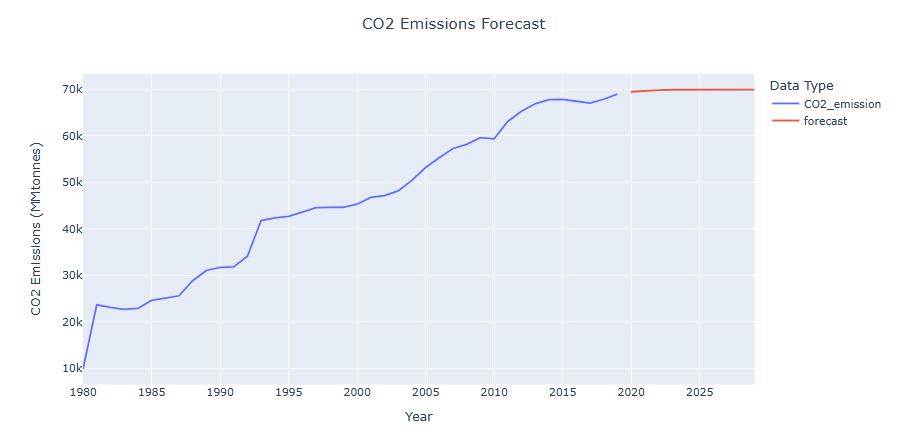 CO2 Emissions Forecast
Data Type
CO2_emission
forecast
CO2 Emissions (MMtonnes)
70k
60k
50k
40k
30k
20k
10k
1980 1985 1990 1995 2000 2005 2010 2015 2020 2025
Year